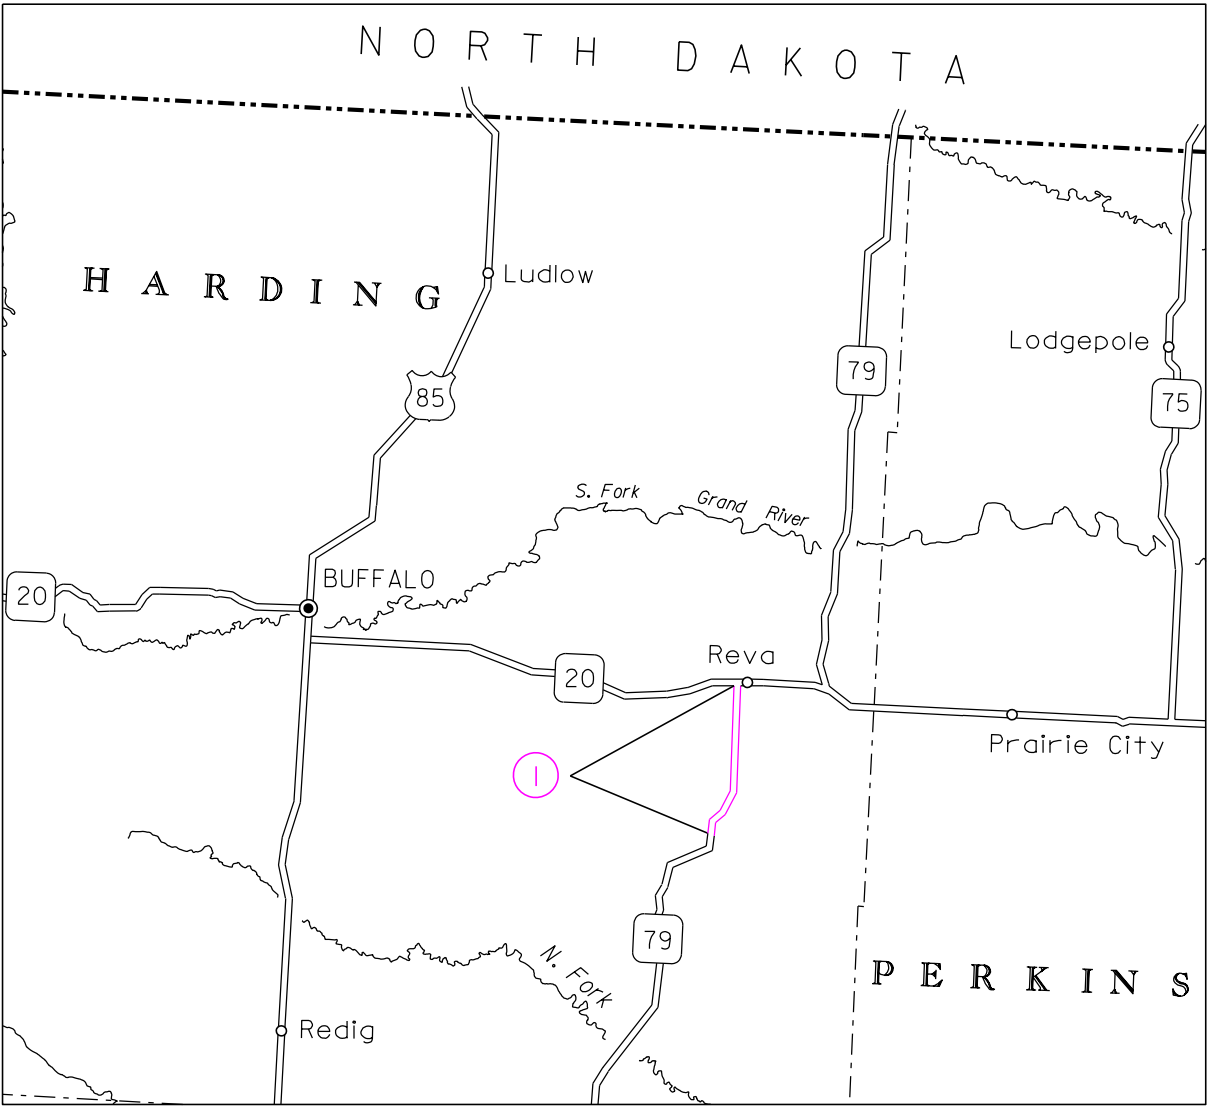 NORTH DAKOTA
HARDING
Ludlow
Lodgepole
79
85
75
S. Fork Grand River
BUFFALO
20
Reva
20
Prairie City
1
79
N. Fork
PERKINS
Redig